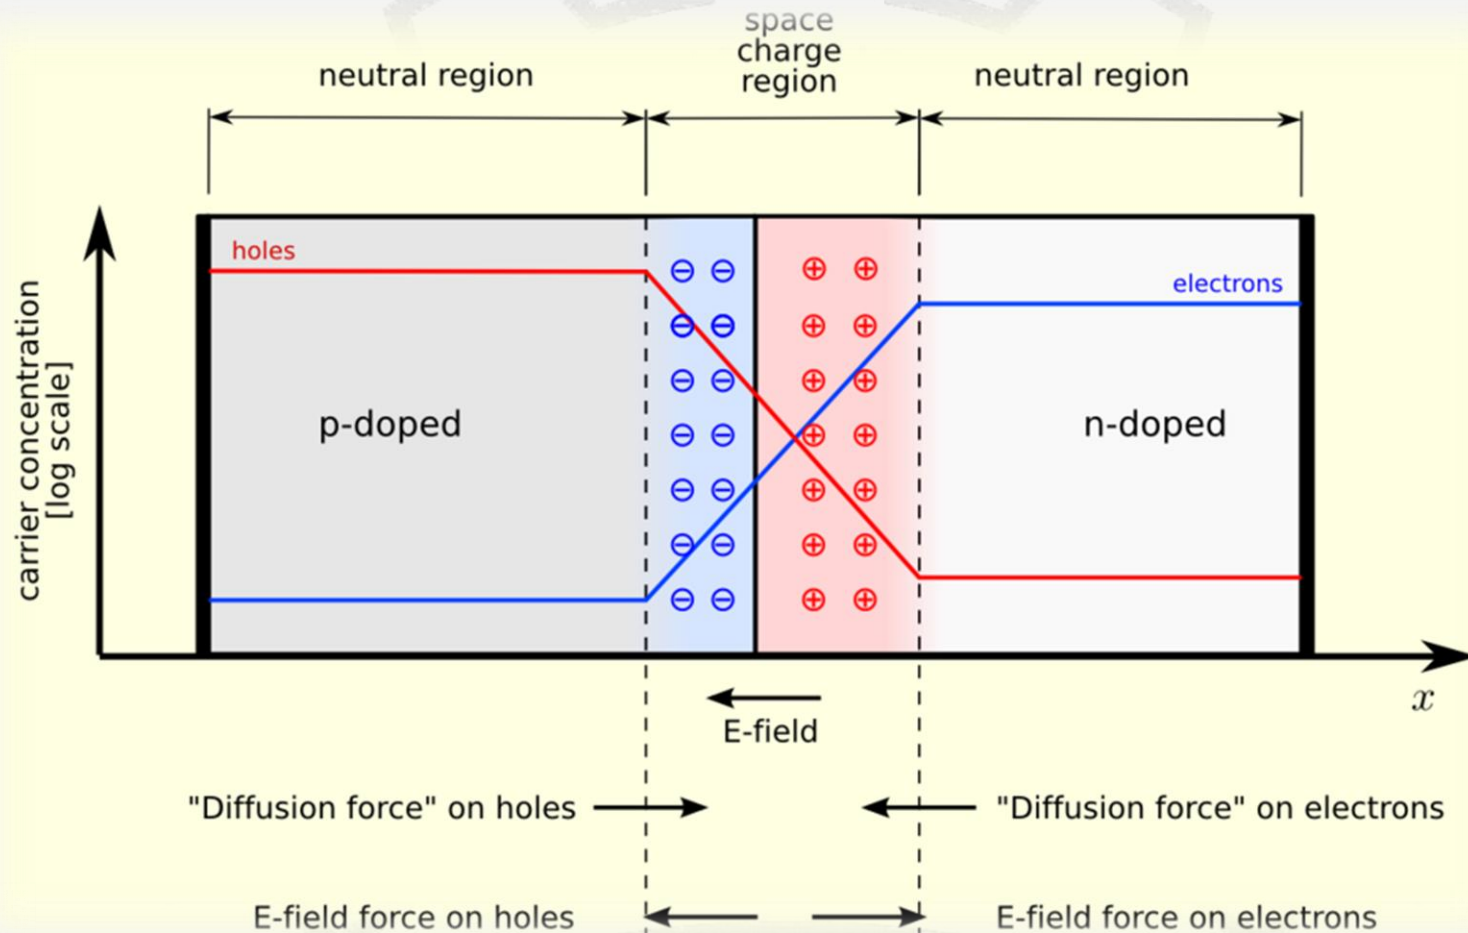 space
charge
region
neutral region
neutral region
holes
electrons
p-doped
n-doped
carrier concentration
[log scale]
x
E-field
"Diffusion force" on holes
"Diffusion force" on electrons
E-field force on holes
E-field force on electrons